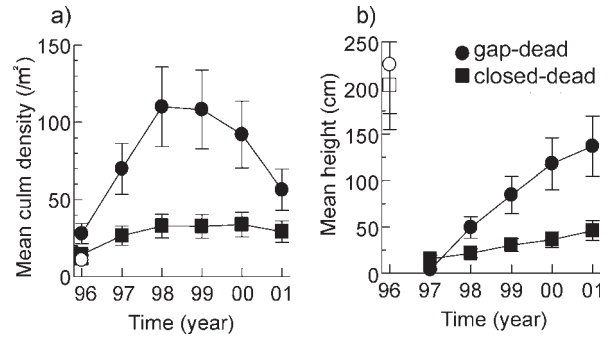 a)
Mean culm density (/m²)
150
100
50
0
96 97 98 99 00 01
Time (year)
b)
Mean height (cm)
250
200
150
100
50
0
96 97 98 99 00 01
Time (year)
gap-dead
closed-dead